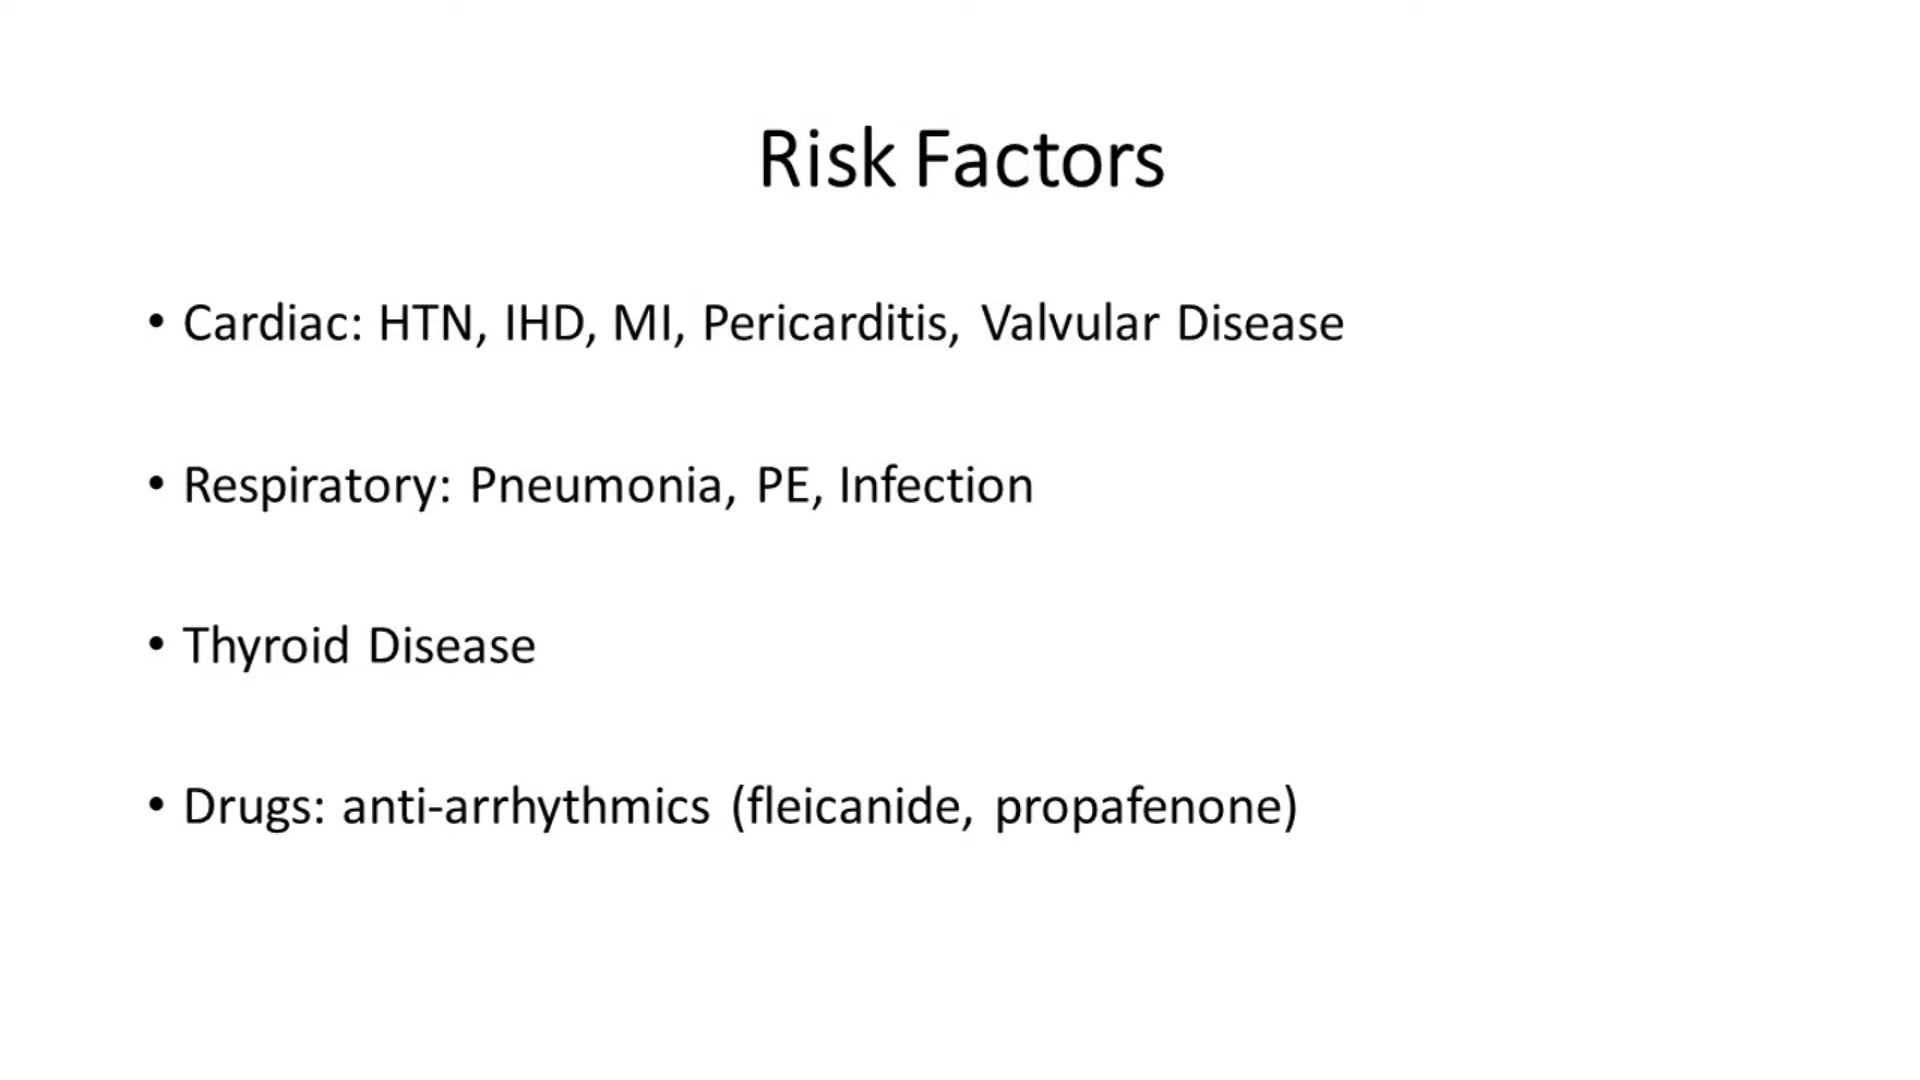 Risk Factors
• Cardiac: HTN, IHD, MI, Pericarditis, Valvular Disease
• Respiratory: Pneumonia, PE, Infection
• Thyroid Disease
• Drugs: anti-arrhythmics (fleicanide, propafenone)